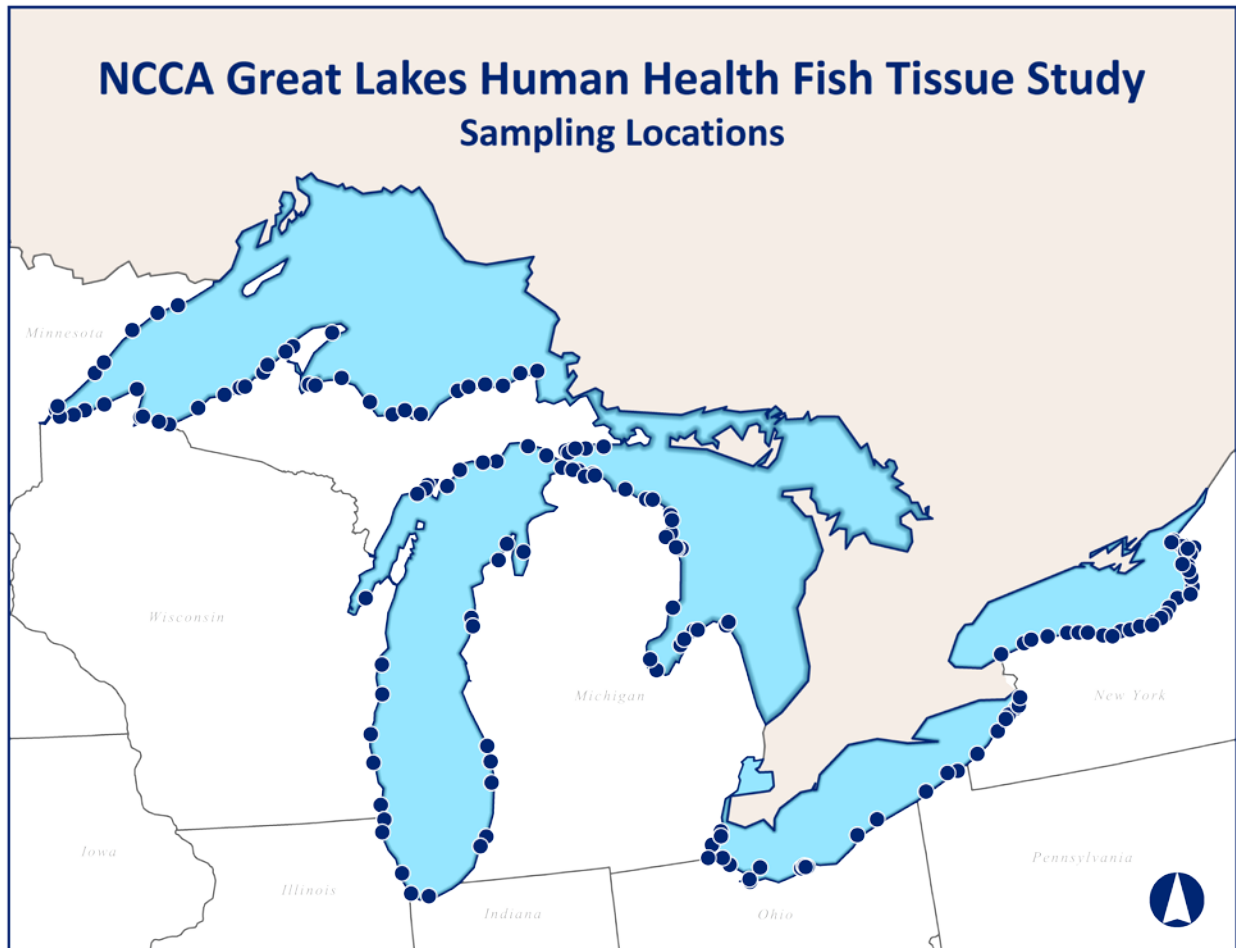 NCCA Great Lakes Human Health Fish Tissue Study
Sampling Locations
Minnesota
Wisconsin
Michigan
New York
Iowa
Illinois
Indiana
Ohio
Pennsylvania